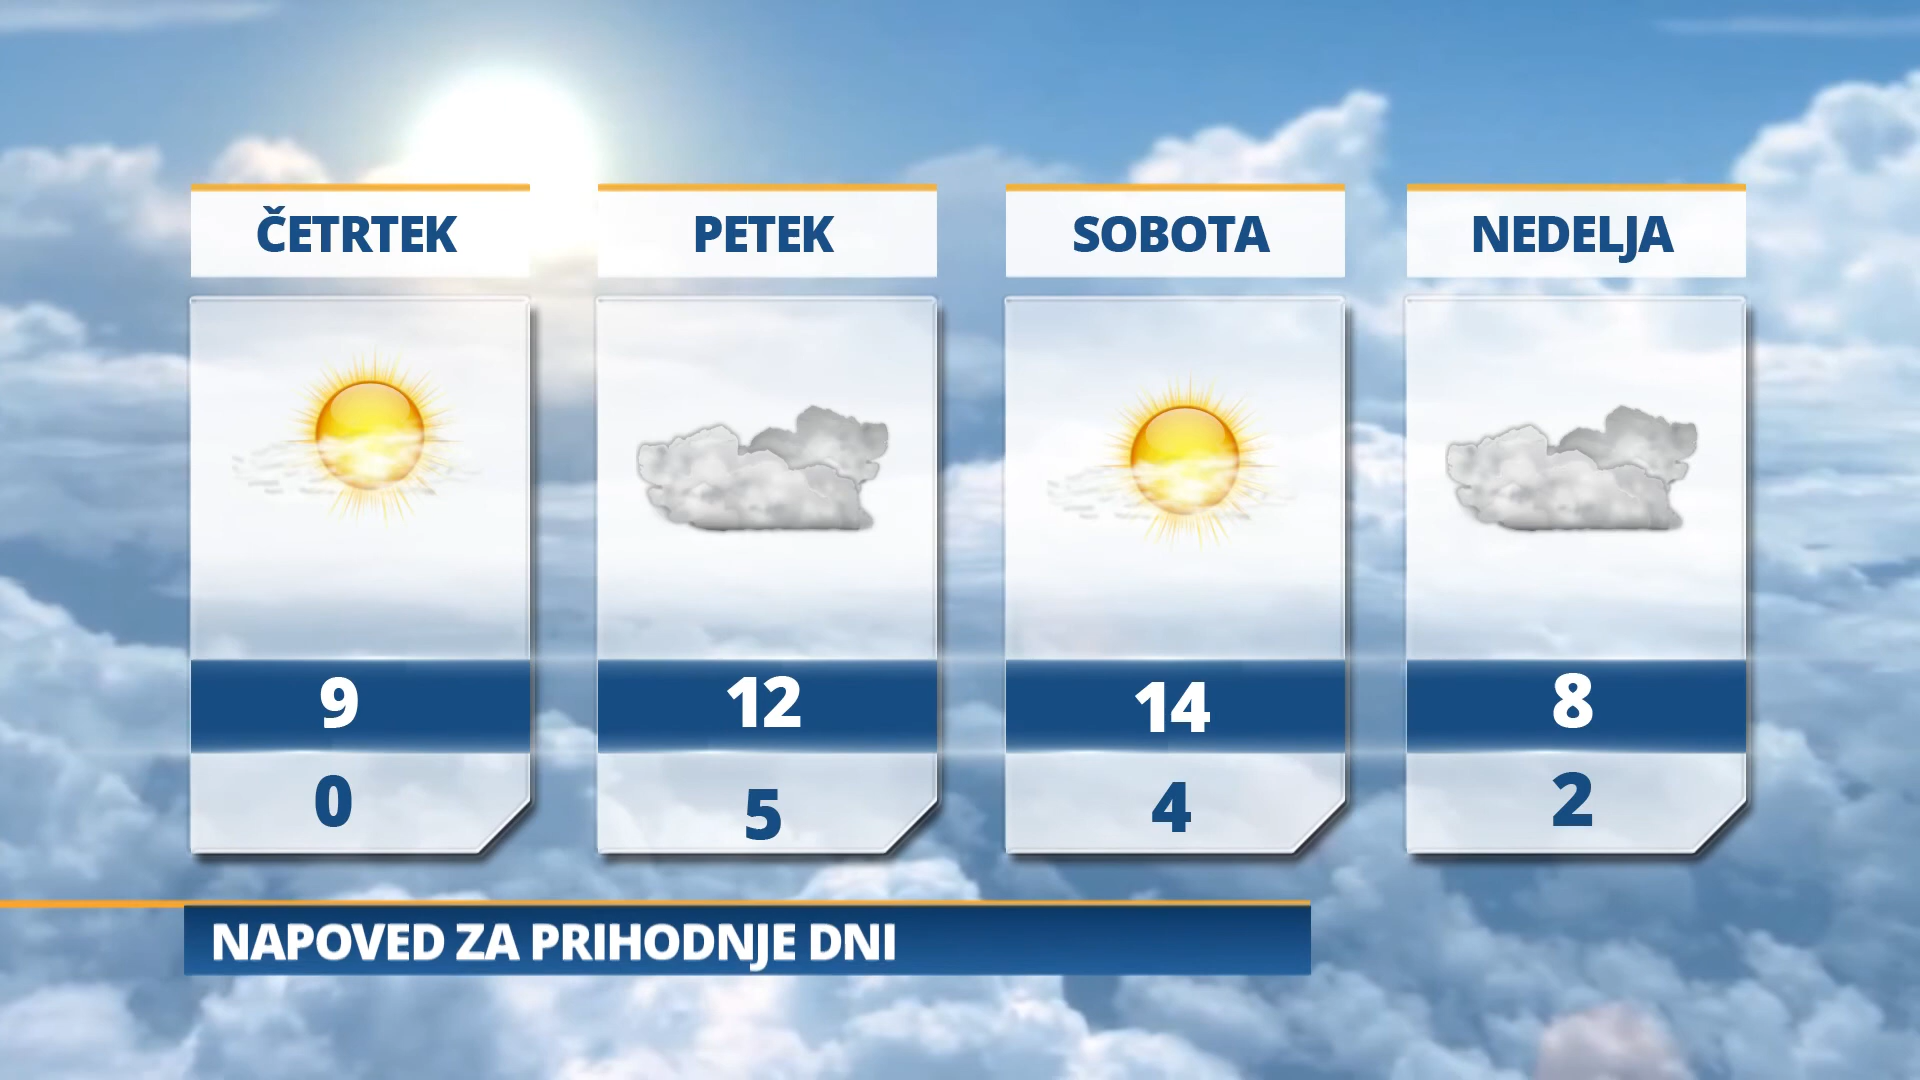 ČETRTEK PETEK SOBOTA NEDELJA
9 12 14 8
0 5 4 2
NAPOVED ZA PRIHODNJE DNI